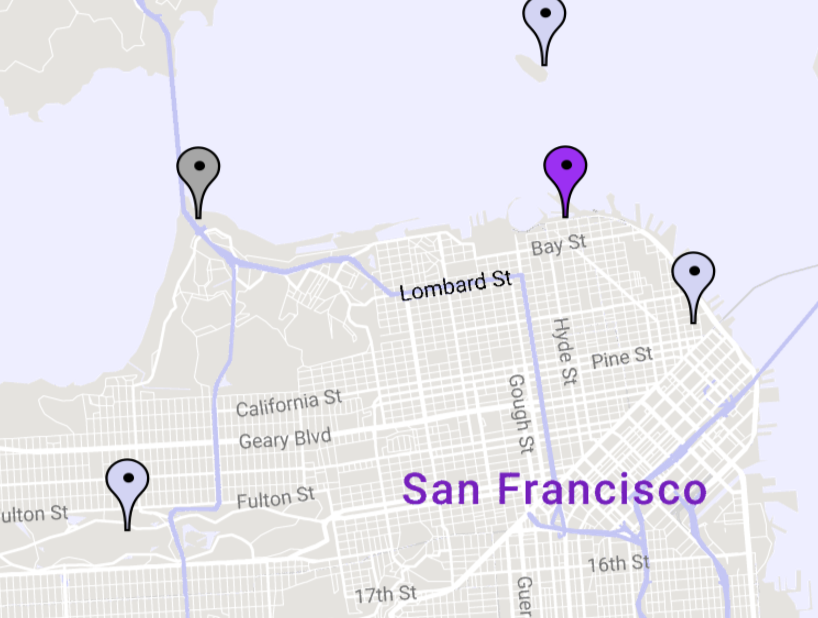 Bay St
Lombard St
Hyde St
Pine St
California St
Gough St
Geary Blvd
San Francisco
Fulton St
ulton St
16th St
17th St
Guer